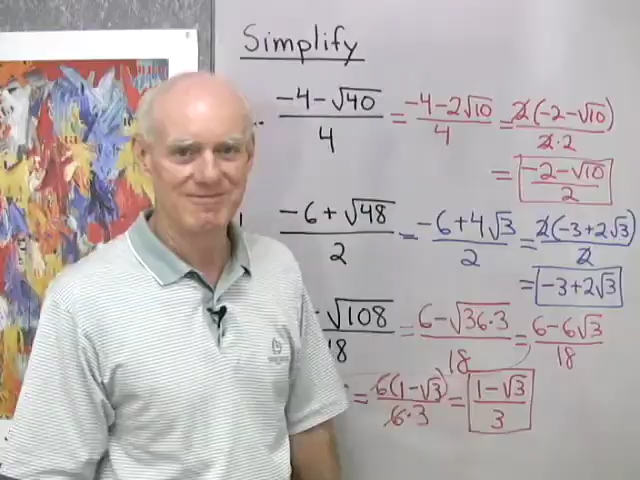 Simplify
(-4-√40)/4 = (-4-2√10)/4 = 2(-2-√10)/(2·2)
= (-2-√10)/2
(-6+√48)/2 = (-6+4√3)/2 = 2(-3+2√3)/2
= -3+2√3
-√108/18 = (6-√(36·3))/18 = (6-6√3)/18
= 6(1-√3)/(6·3) = (1-√3)/3